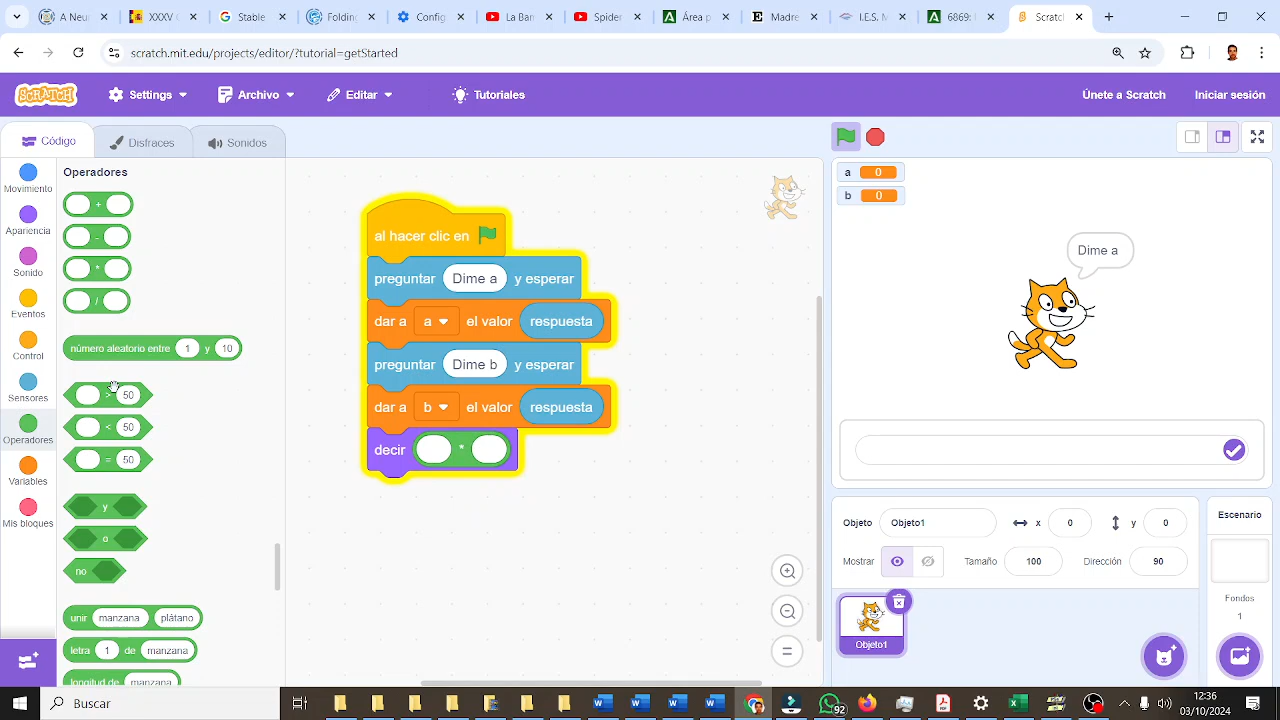 A Nue
XXXV
Stable
Folding
Config
La Bar
Spider
Área p
Madre
I.E.S. M
6869c
Scratc
scratch.mit.edu/projects/editor/?tutorial=getStarted
SCRATCH
Settings
Archivo
Editar
Tutoriales
Únete a Scratch
Iniciar sesión
Código
Disfraces
Sonidos
Movimiento
Apariencia
Sonido
Eventos
Control
Sensores
Operadores
Variables
Mis bloques
Operadores
+
-
*
/
número aleatorio entre 1 y 10
> 50
< 50
= 50
y
o
no
unir manzana plátano
letra 1 de manzana
longitud de manzana
al hacer clic en
preguntar Dime a y esperar
dar a a el valor respuesta
preguntar Dime b y esperar
dar a b el valor respuesta
decir *
a 0
b 0
Dime a
Objeto Objeto1 x 0 y 0
Mostrar Tamaño 100 Dirección 90
Objeto1
Escenario
Fondos
1
Buscar
92
12:36
03/10/2024